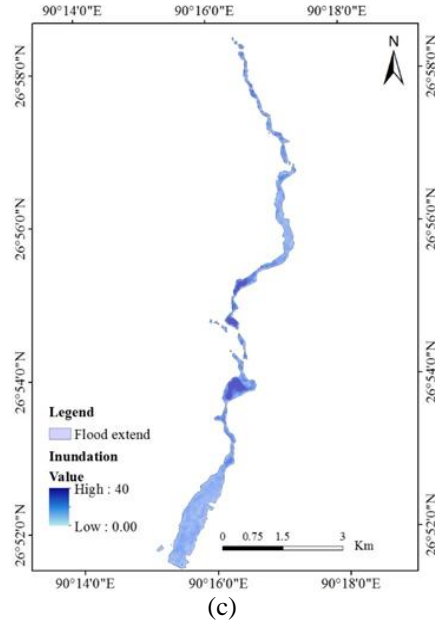 90°14'0"E 90°16'0"E 90°18'0"E
N
26°58'0"N 26°58'0"N
26°56'0"N 26°56'0"N
26°54'0"N 26°54'0"N
Legend
Flood extend
Inundation
Value
High : 40
Low : 0.00
26°52'0"N 26°52'0"N
0 0.75 1.5 3
Km
90°14'0"E 90°16'0"E 90°18'0"E
(c)